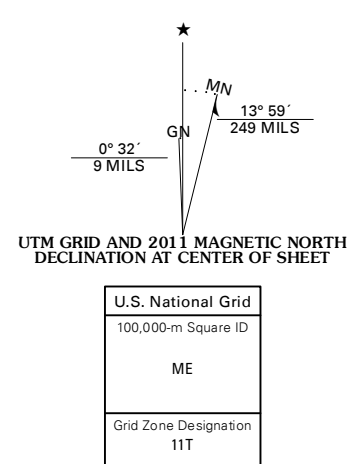 ★
MN
13° 59´
249 MILS
GN
0° 32´
9 MILS
UTM GRID AND 2011 MAGNETIC NORTH
DECLINATION AT CENTER OF SHEET
U.S. National Grid
100,000-m Square ID
ME
Grid Zone Designation
11T